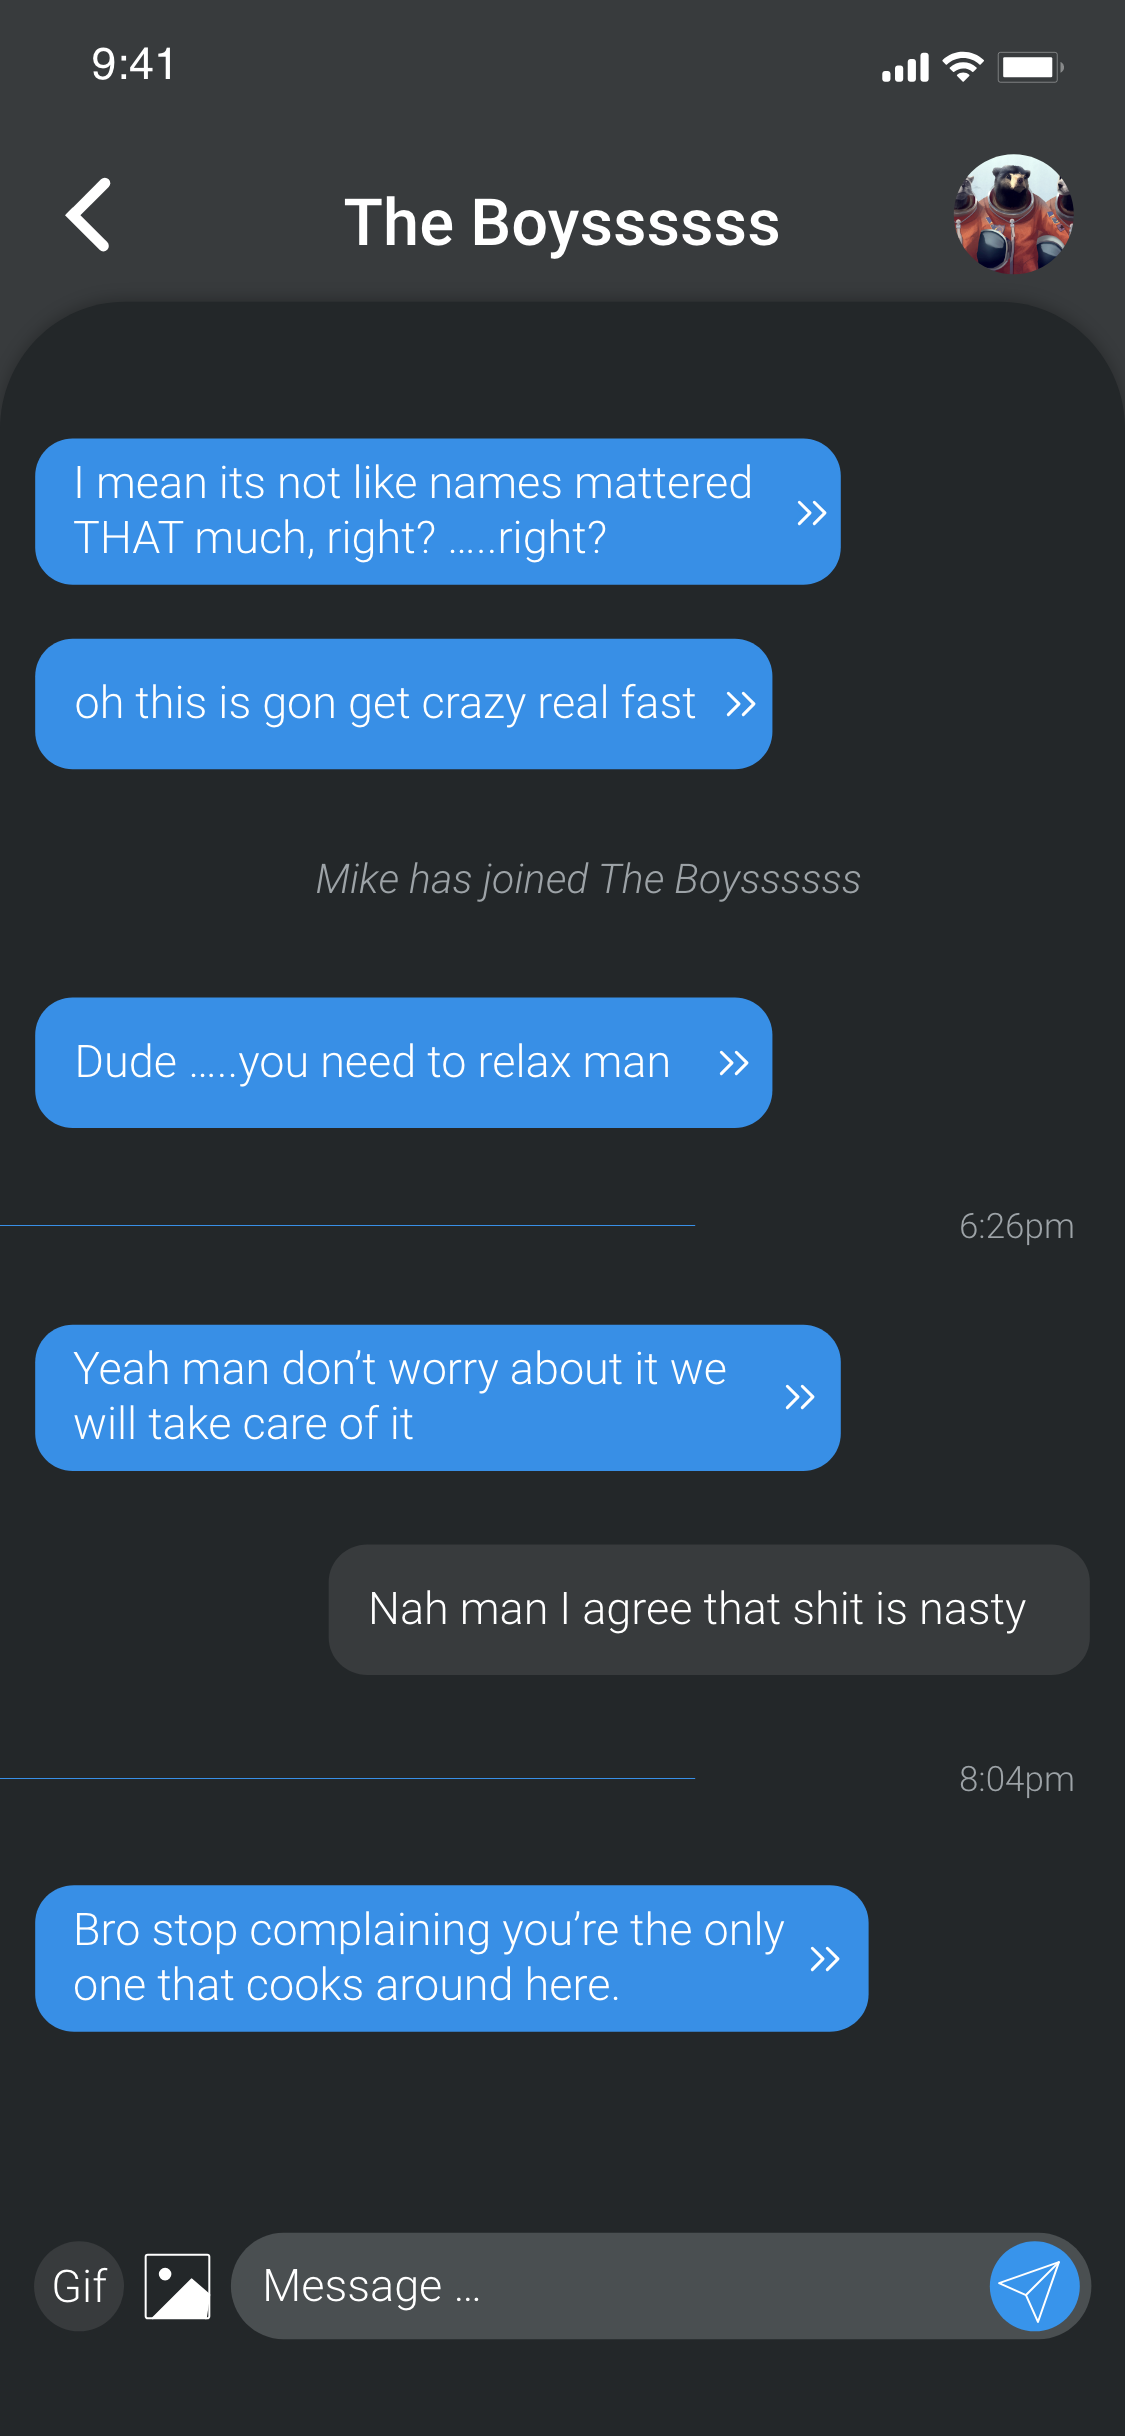 9:41
The Boyssssss
I mean its not like names mattered
THAT much, right? .....right?
oh this is gon get crazy real fast
Mike has joined The Boyssssss
Dude .....you need to relax man
6:26pm
Yeah man don’t worry about it we
will take care of it
Nah man I agree that shit is nasty
8:04pm
Bro stop complaining you’re the only
one that cooks around here.
Gif
Message ...